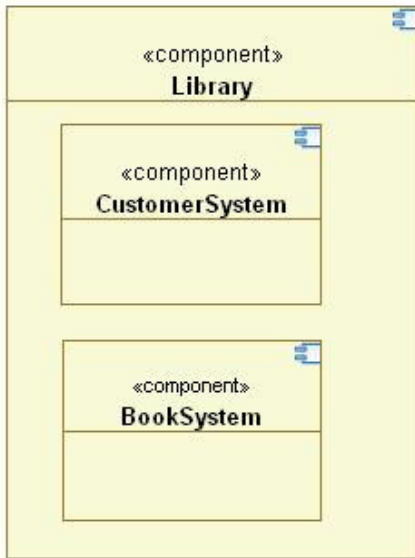 «component»
Library
«component»
CustomerSystem
«component»
BookSystem